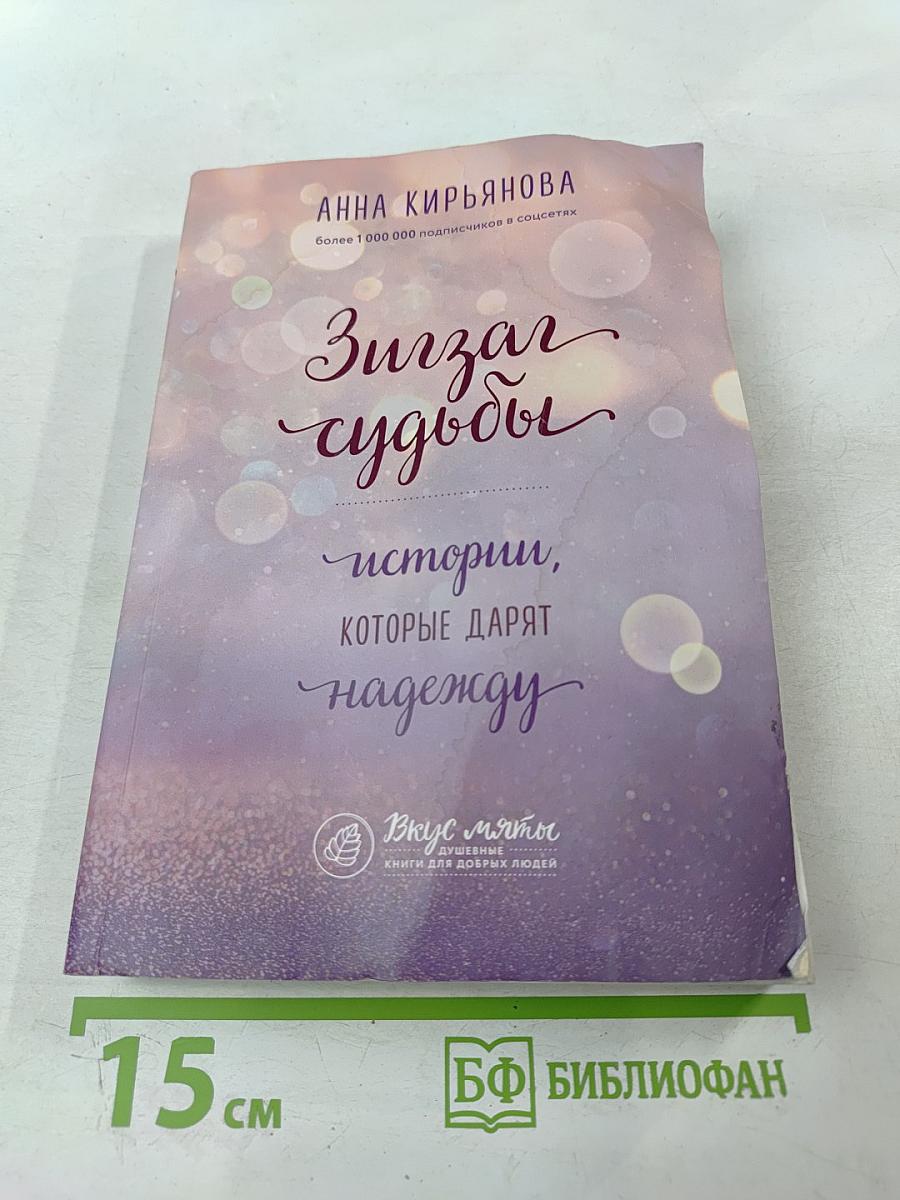 АННА КИРЬЯНОВА
более 1 000 000 подписчиков в соцсетях
Зигзаг
судьбы
истории,
КОТОРЫЕ ДАРЯТ
надежду
Вкус мяты
ДУШЕВНЫЕ
КНИГИ ДЛЯ ДОБРЫХ ЛЮДЕЙ
15 см
БФ БИБЛИОФАН